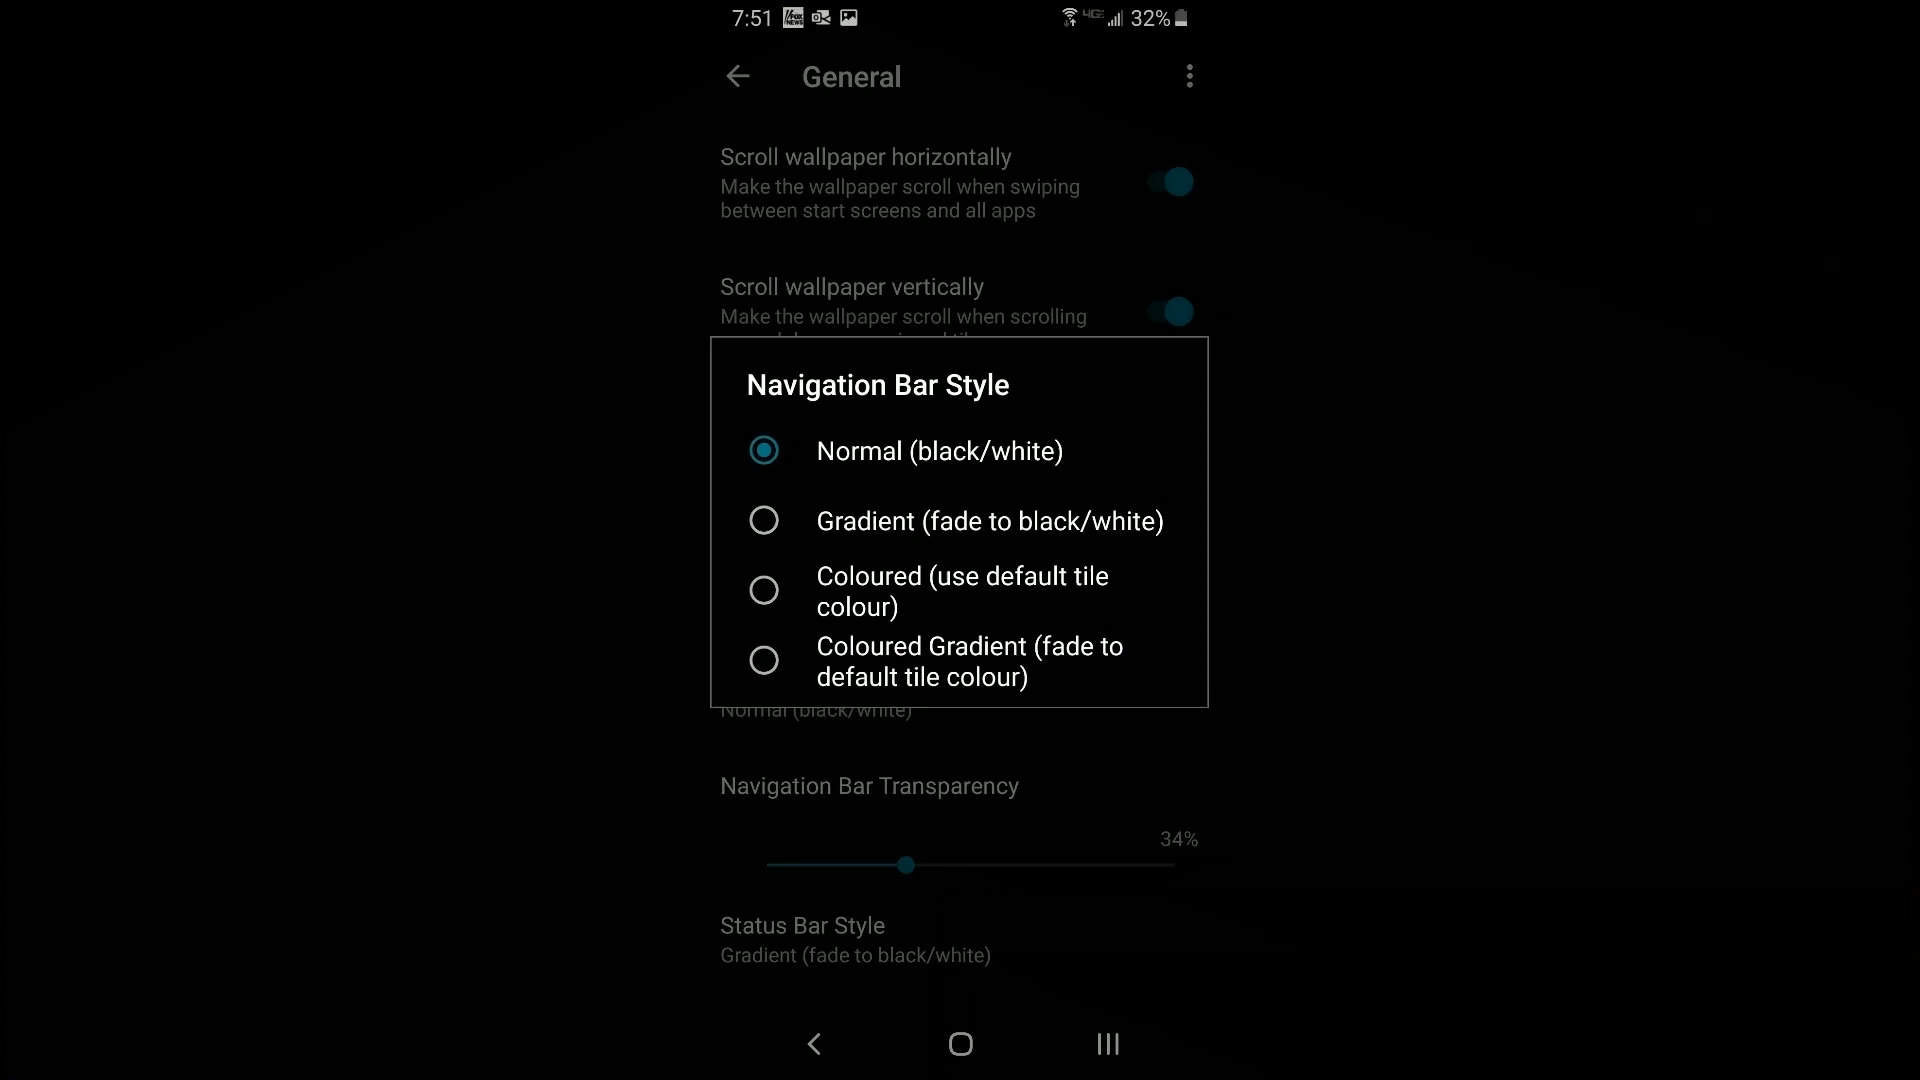 7:51 FOX NEWS 4GE 32%
General
Scroll wallpaper horizontally
Make the wallpaper scroll when swiping
between start screens and all apps
Scroll wallpaper vertically
Make the wallpaper scroll when scrolling
Navigation Bar Style
Normal (black/white)
Gradient (fade to black/white)
Coloured (use default tile
colour)
Coloured Gradient (fade to
default tile colour)
Normal (black/white)
Navigation Bar Transparency
34%
Status Bar Style
Gradient (fade to black/white)